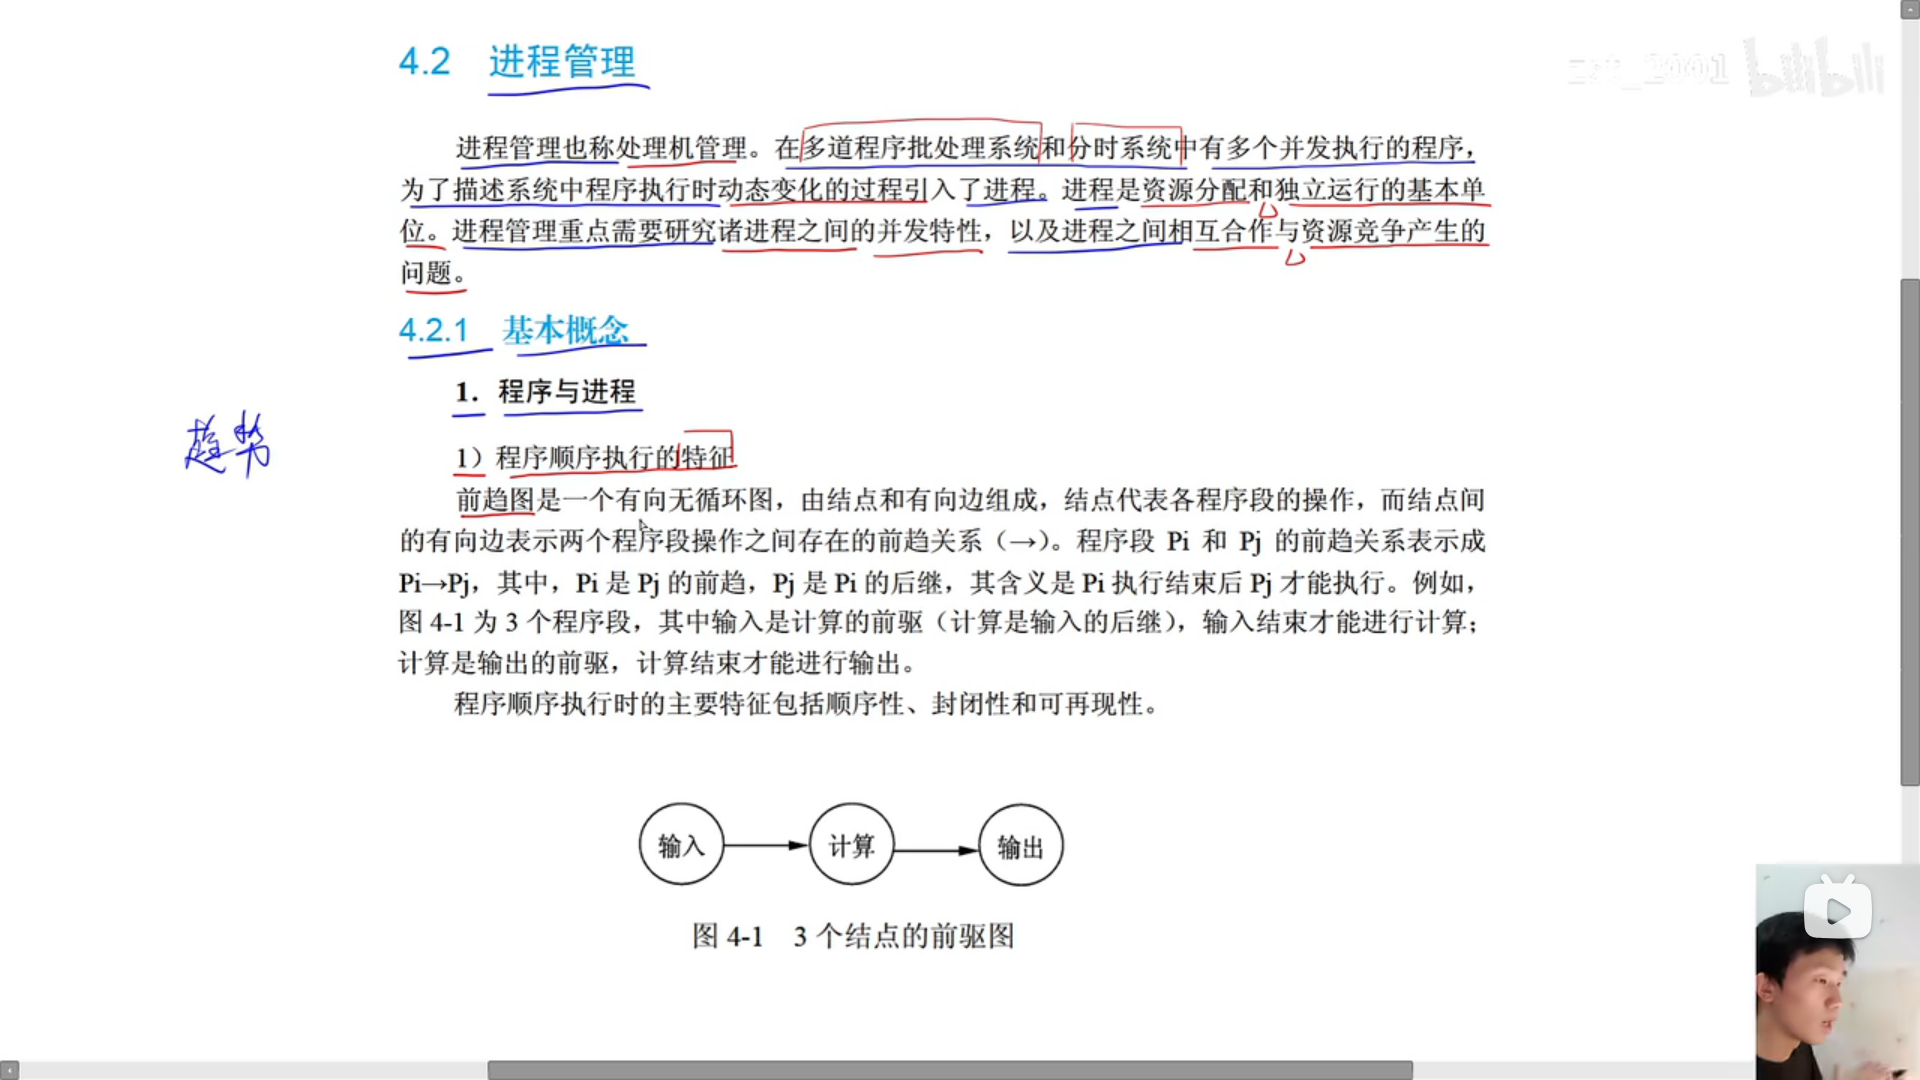 4.2 进程管理
bilibili
进程管理也称处理机管理。在多道程序批处理系统和分时系统中有多个并发执行的程序，
为了描述系统中程序执行时动态变化的过程引入了进程。进程是资源分配和独立运行的基本单
位。进程管理重点需要研究诸进程之间的并发特性，以及进程之间相互合作与资源竞争产生的
问题。
4.2.1 基本概念
1. 程序与进程
趋势
1）程序顺序执行的特征
前趋图是一个有向无循环图，由结点和有向边组成，结点代表各程序段的操作，而结点间
的有向边表示两个程序段操作之间存在的前趋关系（→）。程序段 Pi 和 Pj 的前趋关系表示成
Pi→Pj，其中，Pi 是 Pj 的前趋，Pj 是 Pi 的后继，其含义是 Pi 执行结束后 Pj 才能执行。例如，
图 4-1 为 3 个程序段，其中输入是计算的前驱（计算是输入的后继），输入结束才能进行计算；
计算是输出的前驱，计算结束才能进行输出。
程序顺序执行时的主要特征包括顺序性、封闭性和可再现性。
输入 计算 输出
图 4-1 3 个结点的前驱图